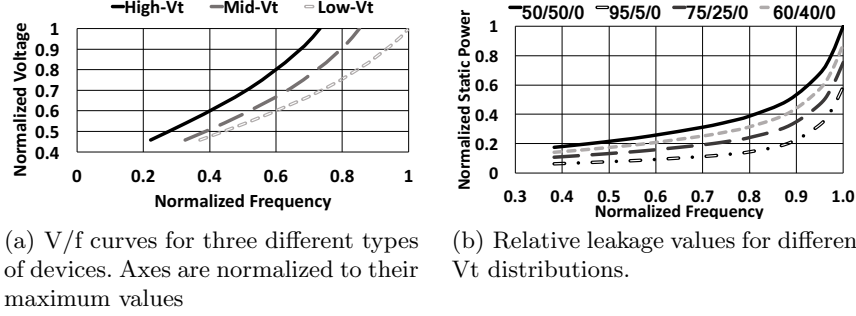 High-Vt Mid-Vt Low-Vt
Normalized Voltage
1
0.9
0.8
0.7
0.6
0.5
0.4
0 0.2 0.4 0.6 0.8 1
Normalized Frequency
50/50/0 95/5/0 75/25/0 60/40/0
Normalized Static Power
1.0
0.8
0.6
0.4
0.2
0.0
0.3 0.4 0.5 0.6 0.7 0.8 0.9 1.0
Normalized Frequency
(a) V/f curves for three different types
of devices. Axes are normalized to their
maximum values
(b) Relative leakage values for differen
Vt distributions.